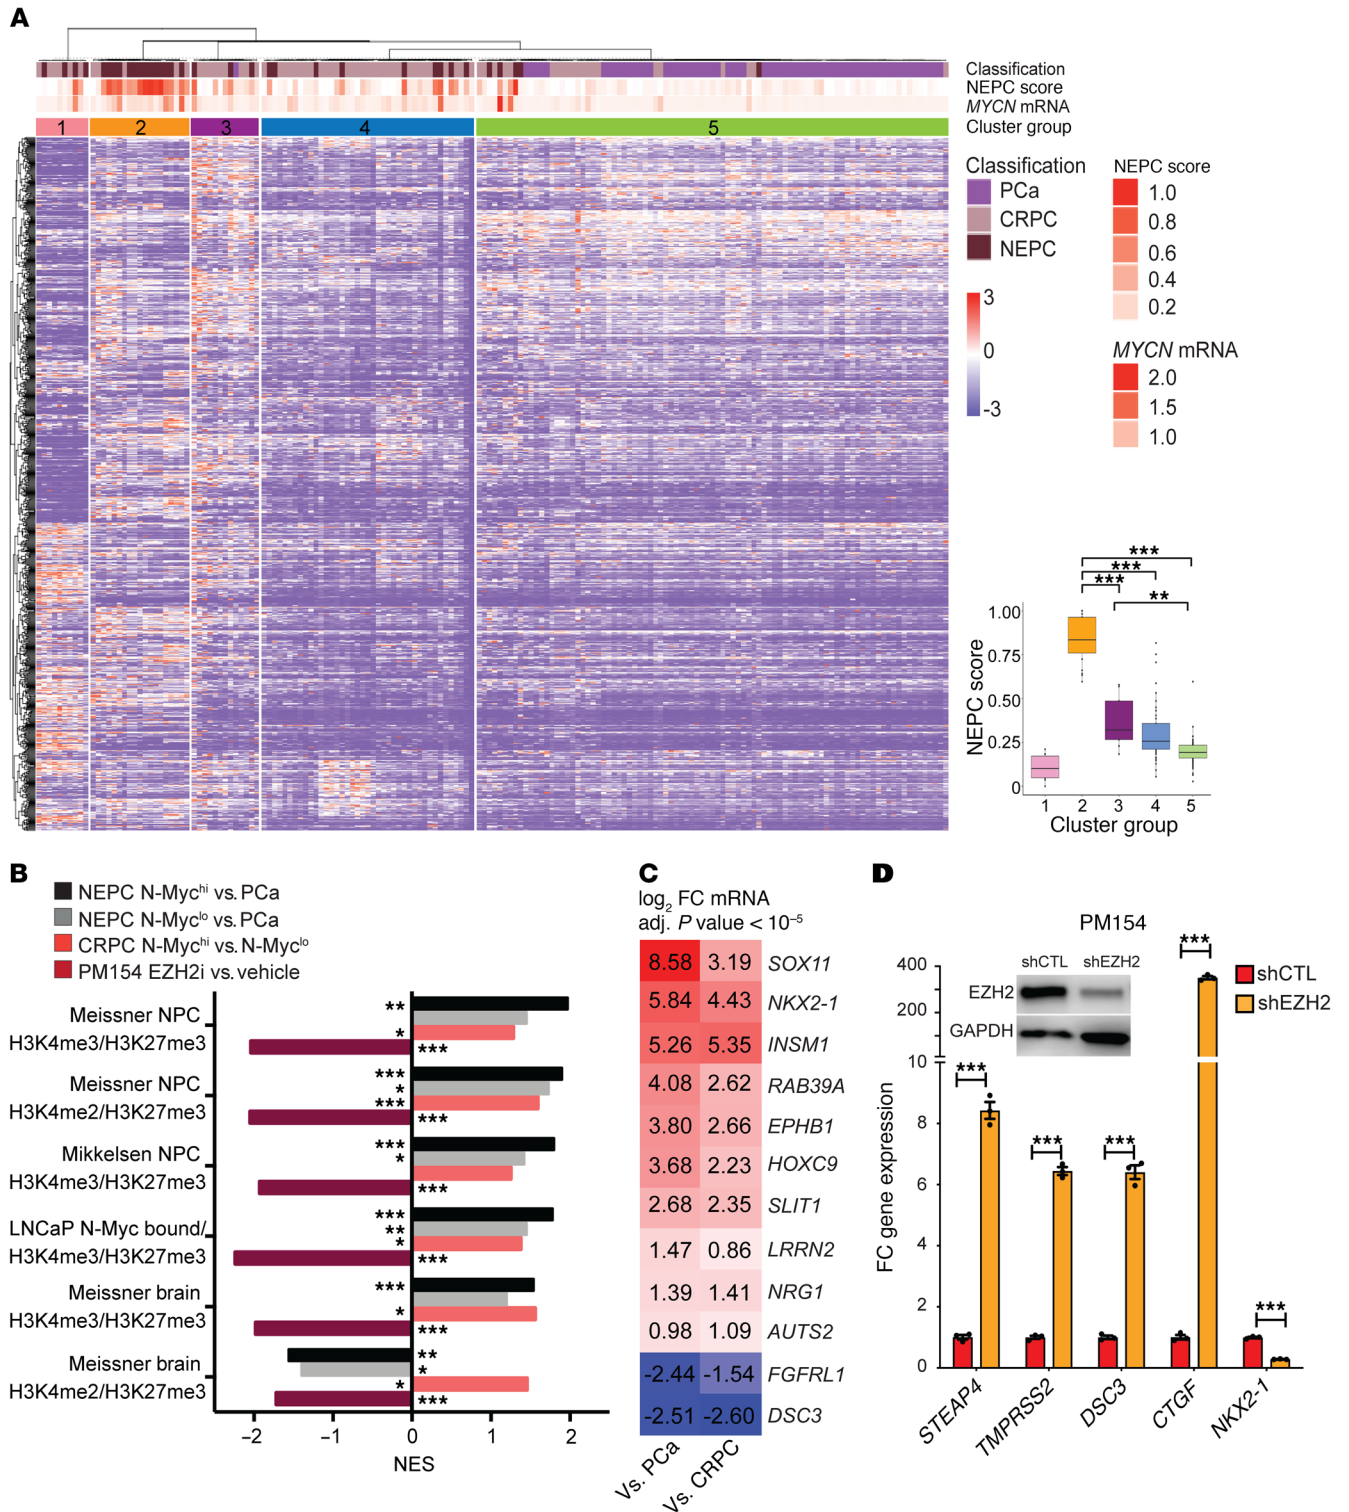 A
Classification
NEPC score
MYCN mRNA
Cluster group
1 2 3 4 5
Classification
PCa
CRPC
NEPC
3
0
-3
NEPC score
1.0
0.8
0.6
0.4
0.2
MYCN mRNA
2.0
1.5
1.0
***
***
***
**
NEPC score
1.00
0.75
0.50
0.25
0
1 2 3 4 5
Cluster group
B
NEPC N-Mychi vs. PCa
NEPC N-Myclo vs. PCa
CRPC N-Mychi vs. N-Myclo
PM154 EZH2i vs. vehicle
Meissner NPC
H3K4me3/H3K27me3
**
*
***
Meissner NPC
H3K4me2/H3K27me3
***
*
***
***
Mikkelsen NPC
H3K4me3/H3K27me3
***
*
***
LNCaP N-Myc bound/
H3K4me3/H3K27me3
***
**
*
***
Meissner brain
H3K4me3/H3K27me3
***
*
***
Meissner brain
H3K4me2/H3K27me3
**
*
*
***
−2 −1 0 1 2
NES
C
log2 FC mRNA
adj. P value < 10−5
8.58 3.19 SOX11
5.84 4.43 NKX2-1
5.26 5.35 INSM1
4.08 2.62 RAB39A
3.80 2.66 EPHB1
3.68 2.23 HOXC9
2.68 2.35 SLIT1
1.47 0.86 LRRN2
1.39 1.41 NRG1
0.98 1.09 AUTS2
-2.44 -1.54 FGFRL1
-2.51 -2.60 DSC3
Vs. PCa
Vs. CRPC
D
PM154
shCTL shEZH2
EZH2
GAPDH
shCTL
shEZH2
FC gene expression
400
200
10
8
6
4
2
0
***
***
***
***
***
STEAP4
TMPRSS2
DSC3
CTGF
NKX2-1